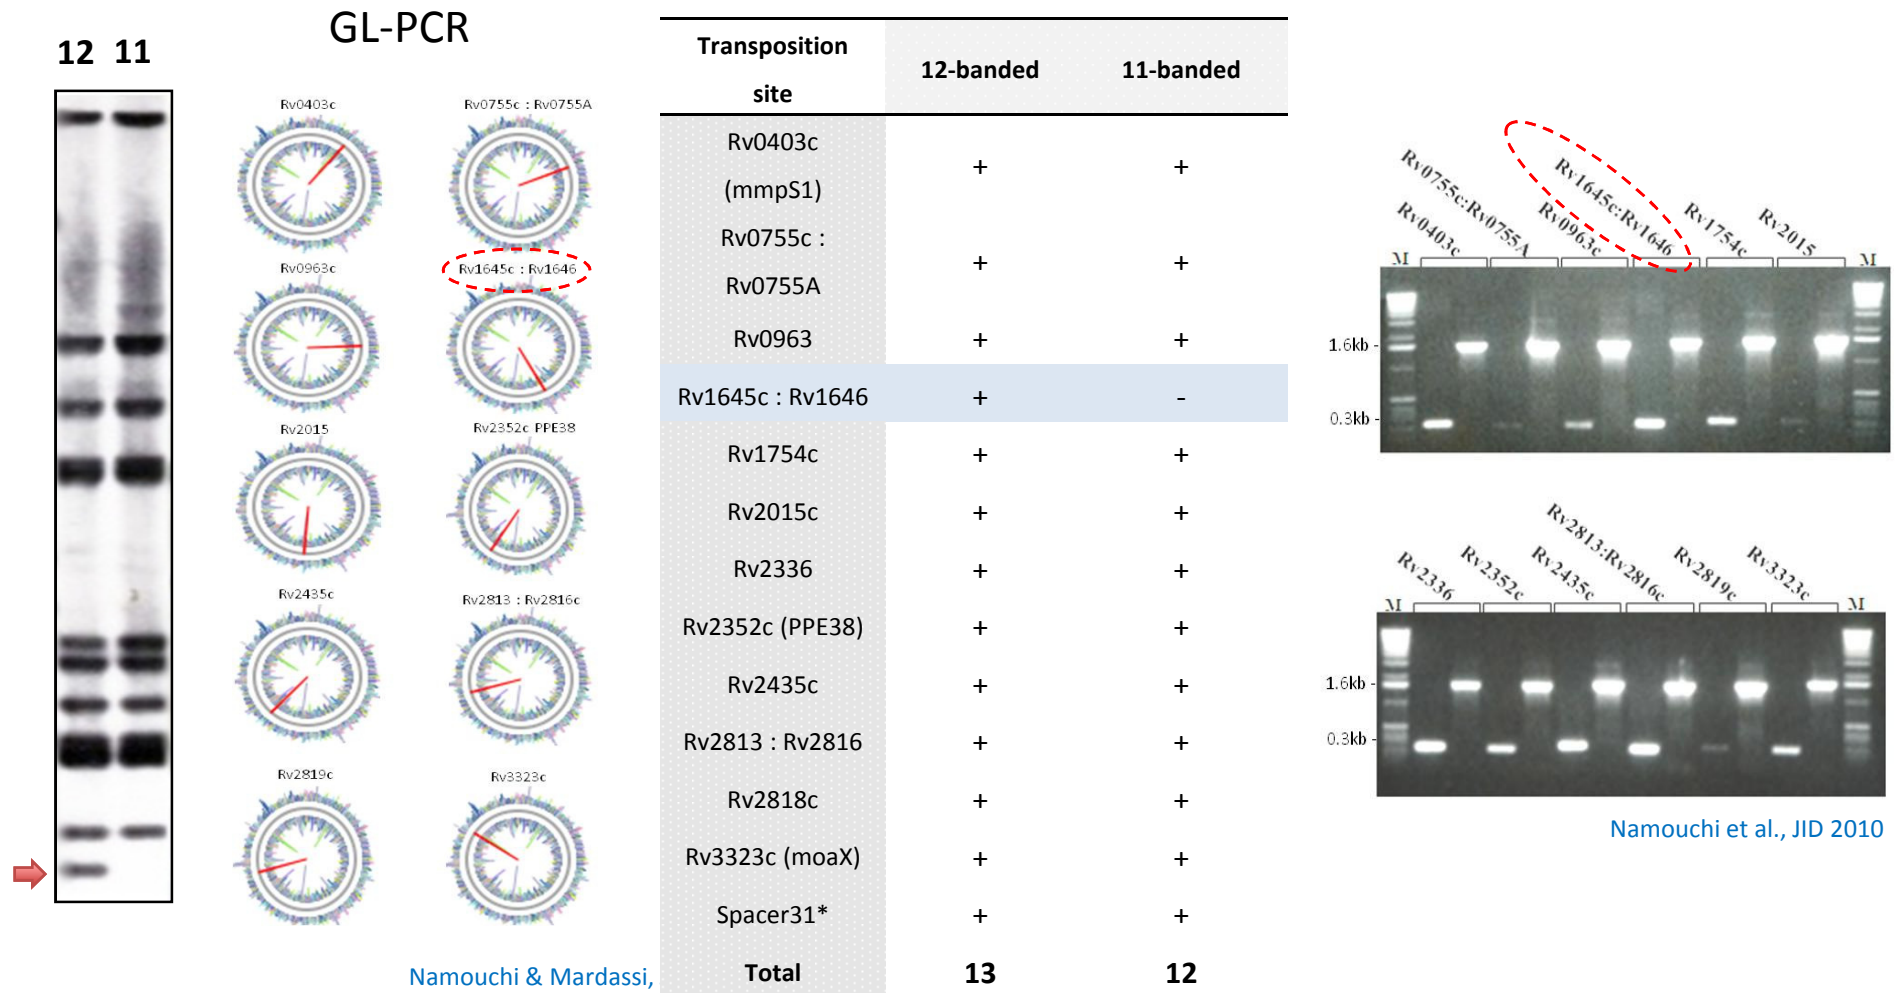 GL-PCR
12 11
Rv0403c
Rv0755c : Rv0755A
Rv0963c
Rv1645c : Rv1646
Rv2015
Rv2352c PPE38
Rv2435c
Rv2813 : Rv2816c
Rv2819c
Rv3323c
Namouchi & Mardassi,
Transposition site 12-banded 11-banded
Rv0403c (mmpS1) + +
Rv0755c : Rv0755A + +
Rv0963 + +
Rv1645c : Rv1646 + -
Rv1754c + +
Rv2015c + +
Rv2336 + +
Rv2352c (PPE38) + +
Rv2435c + +
Rv2813 : Rv2816 + +
Rv2818c + +
Rv3323c (moaX) + +
Spacer31* + +
Total 13 12
M Rv0403c Rv0755c:Rv0755A Rv0963c Rv1645c:Rv1646 Rv1754c Rv2015 M
1.6kb -
0.3kb -
M Rv2336 Rv2352c Rv2435c Rv2813:Rv2816c Rv2819c Rv3323c M
1.6kb -
0.3kb -
Namouchi et al., JID 2010